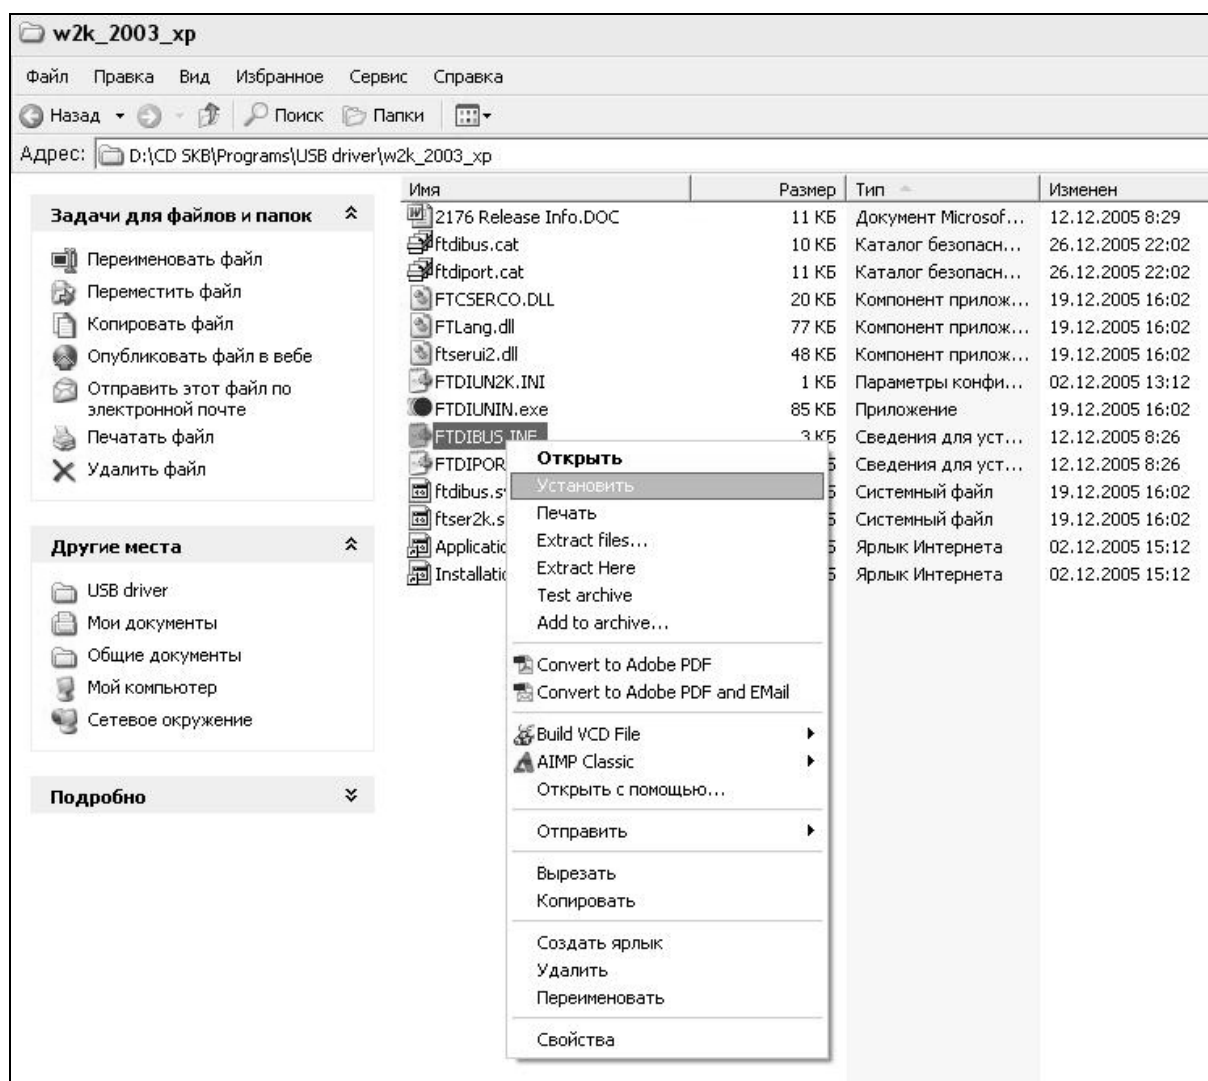 w2k_2003_xp
Файл Правка Вид Избранное Сервис Справка
Назад Поиск Папки
Адрес: D:\CD SKB\Programs\USB driver\w2k_2003_xp
Имя Размер Тип Изменен
Задачи для файлов и папок
Переименовать файл
Переместить файл
Копировать файл
Опубликовать файл в вебе
Отправить этот файл по
электронной почте
Печатать файл
Удалить файл
Другие места
USB driver
Мои документы
Общие документы
Мой компьютер
Сетевое окружение
Подробно
2176 Release Info.DOC 11 КБ Документ Microsof... 12.12.2005 8:29
ftdibus.cat 10 КБ Каталог безопасн... 26.12.2005 22:02
ftdiport.cat 11 КБ Каталог безопасн... 26.12.2005 22:02
FTCSERCO.DLL 20 КБ Компонент прилож... 19.12.2005 16:02
FTLang.dll 77 КБ Компонент прилож... 19.12.2005 16:02
ftserui2.dll 48 КБ Компонент прилож... 19.12.2005 16:02
FTDIUN2K.INI 1 КБ Параметры конфи... 02.12.2005 13:12
FTDIUNIN.exe 85 КБ Приложение 19.12.2005 16:02
FTDIBUS.INF 3 КБ Сведения для уст... 12.12.2005 8:26
FTDIPOR Б Сведения для уст... 12.12.2005 8:26
ftdibus.s Б Системный файл 19.12.2005 16:02
ftser2k.s Б Системный файл 19.12.2005 16:02
Applicatic Б Ярлык Интернета 02.12.2005 15:12
Installatic Б Ярлык Интернета 02.12.2005 15:12
Открыть
Установить
Печать
Extract files...
Extract Here
Test archive
Add to archive...
Convert to Adobe PDF
Convert to Adobe PDF and EMail
Build VCD File
AIMP Classic
Открыть с помощью...
Отправить
Вырезать
Копировать
Создать ярлык
Удалить
Переименовать
Свойства